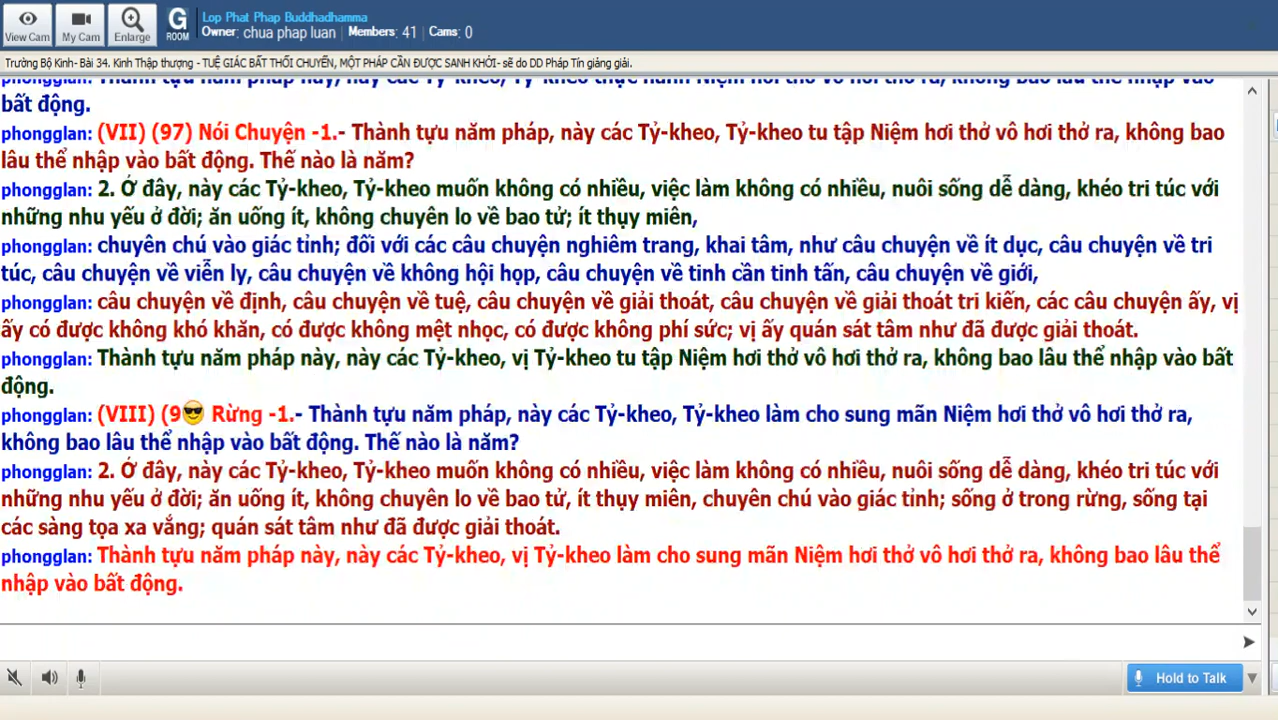 View Cam
My Cam
Enlarge
G
ROOM
Lop Phat Phap Buddhadhamma
Owner: chua phap luan Members: 41 Cams: 0
Trường Bộ Kinh- Bài 34. Kinh Thập thượng - TUỆ GIÁC BẤT THỐI CHUYỂN, MỘT PHÁP CẦN ĐƯỢC SANH KHỞI- sẽ do DD Pháp Tín giảng giải.
bất động.
phongglan: (VII) (97) Nói Chuyện -1.- Thành tựu năm pháp, này các Tỷ-kheo, Tỷ-kheo tu tập Niệm hơi thở vô hơi thở ra, không bao
lâu thể nhập vào bất động. Thế nào là năm?
phongglan: 2. Ở đây, này các Tỷ-kheo, Tỷ-kheo muốn không có nhiều, việc làm không có nhiều, nuôi sống dễ dàng, khéo tri túc với
những nhu yếu ở đời; ăn uống ít, không chuyên lo về bao tử; ít thụy miên,
phongglan: chuyên chú vào giác tỉnh; đối với các câu chuyện nghiêm trang, khai tâm, như câu chuyện về ít dục, câu chuyện về tri
túc, câu chuyện về viễn ly, câu chuyện về không hội họp, câu chuyện về tinh cần tinh tấn, câu chuyện về giới,
phongglan: câu chuyện về định, câu chuyện về tuệ, câu chuyện về giải thoát, câu chuyện về giải thoát tri kiến, các câu chuyện ấy, vị
ấy có được không khó khăn, có được không mệt nhọc, có được không phí sức; vị ấy quán sát tâm như đã được giải thoát.
phongglan: Thành tựu năm pháp này, này các Tỷ-kheo, vị Tỷ-kheo tu tập Niệm hơi thở vô hơi thở ra, không bao lâu thể nhập vào bất
động.
phongglan: (VIII) (9😎 Rừng -1.- Thành tựu năm pháp, này các Tỷ-kheo, Tỷ-kheo làm cho sung mãn Niệm hơi thở vô hơi thở ra,
không bao lâu thể nhập vào bất động. Thế nào là năm?
phongglan: 2. Ở đây, này các Tỷ-kheo, Tỷ-kheo muốn không có nhiều, việc làm không có nhiều, nuôi sống dễ dàng, khéo tri túc với
những nhu yếu ở đời; ăn uống ít, không chuyên lo về bao tử, ít thụy miên, chuyên chú vào giác tỉnh; sống ở trong rừng, sống tại
các sàng tọa xa vắng; quán sát tâm như đã được giải thoát.
phongglan: Thành tựu năm pháp này, này các Tỷ-kheo, vị Tỷ-kheo làm cho sung mãn Niệm hơi thở vô hơi thở ra, không bao lâu thể
nhập vào bất động.
Hold to Talk